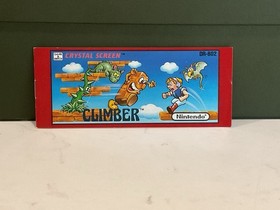 CRYSTAL SCREEN
DR-802
CLIMBER
Nintendo